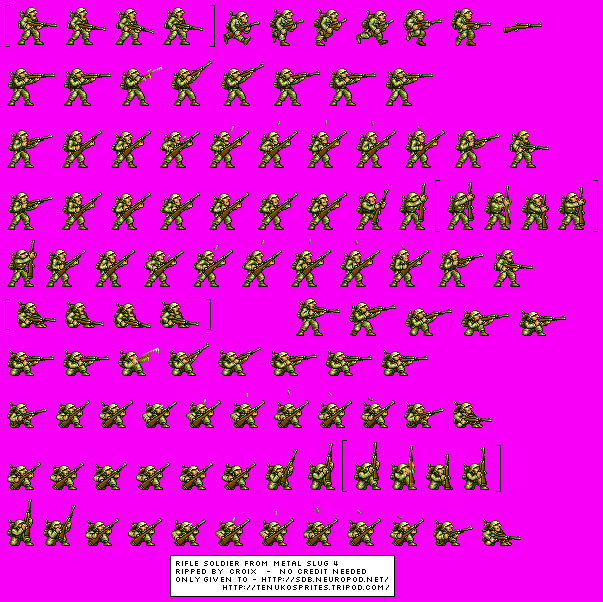 RIFLE SOLDIER FROM METAL SLUG 4
RIPPED BY CROIX - NO CREDIT NEEDED
ONLY GIVEN TO - HTTP://SDB.NEUROPOD.NET/
HTTP://TENUKOSPRITES.TRIPOD.COM/